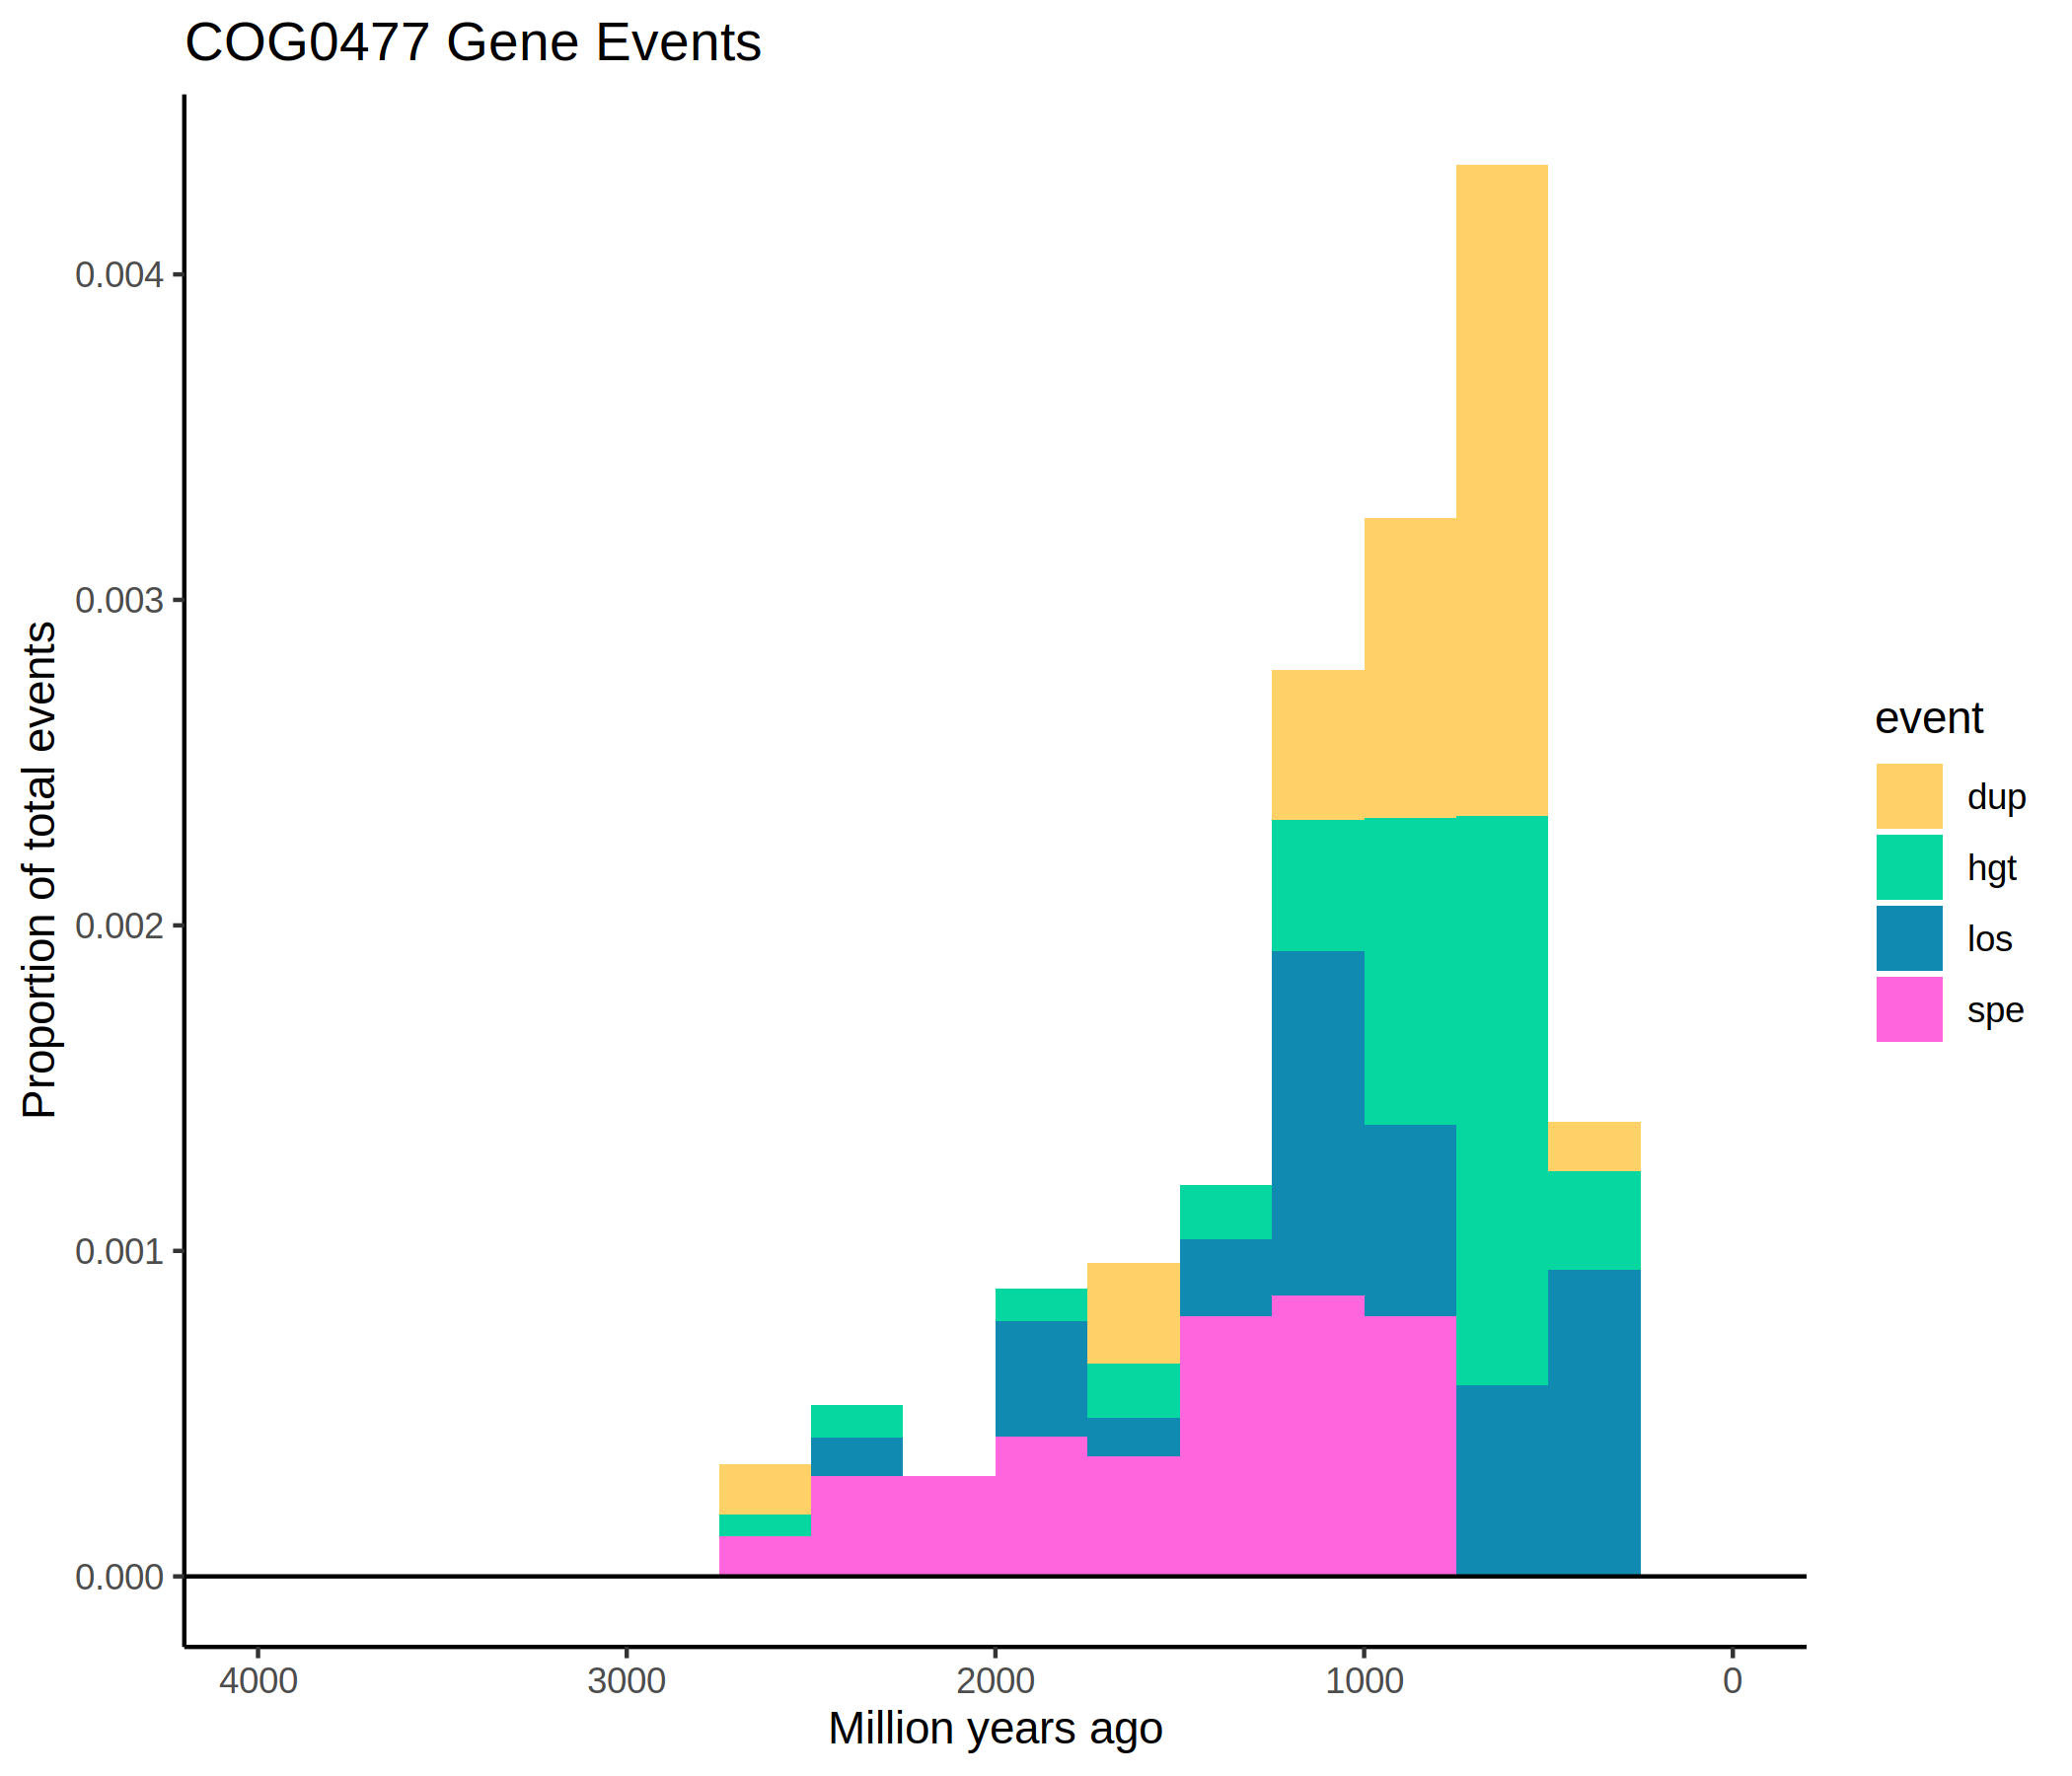 COG0477 Gene Events
Proportion of total events
0.004
0.003
0.002
0.001
0.000
4000 3000 2000 1000 0
Million years ago
event
dup
hgt
los
spe